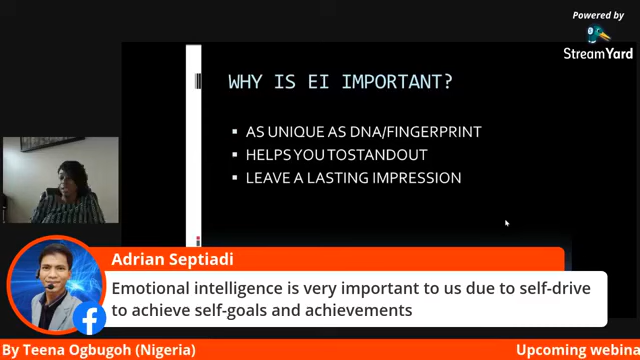 Powered by
StreamYard
WHY IS EI IMPORTANT?
AS UNIQUE AS DNA/FINGERPRINT
HELPS YOU TOSTANDOUT
LEAVE A LASTING IMPRESSION
Adrian Septiadi
Emotional intelligence is very important to us due to self-drive
to achieve self-goals and achievements
By Teena Ogbugoh (Nigeria)
Upcoming webina